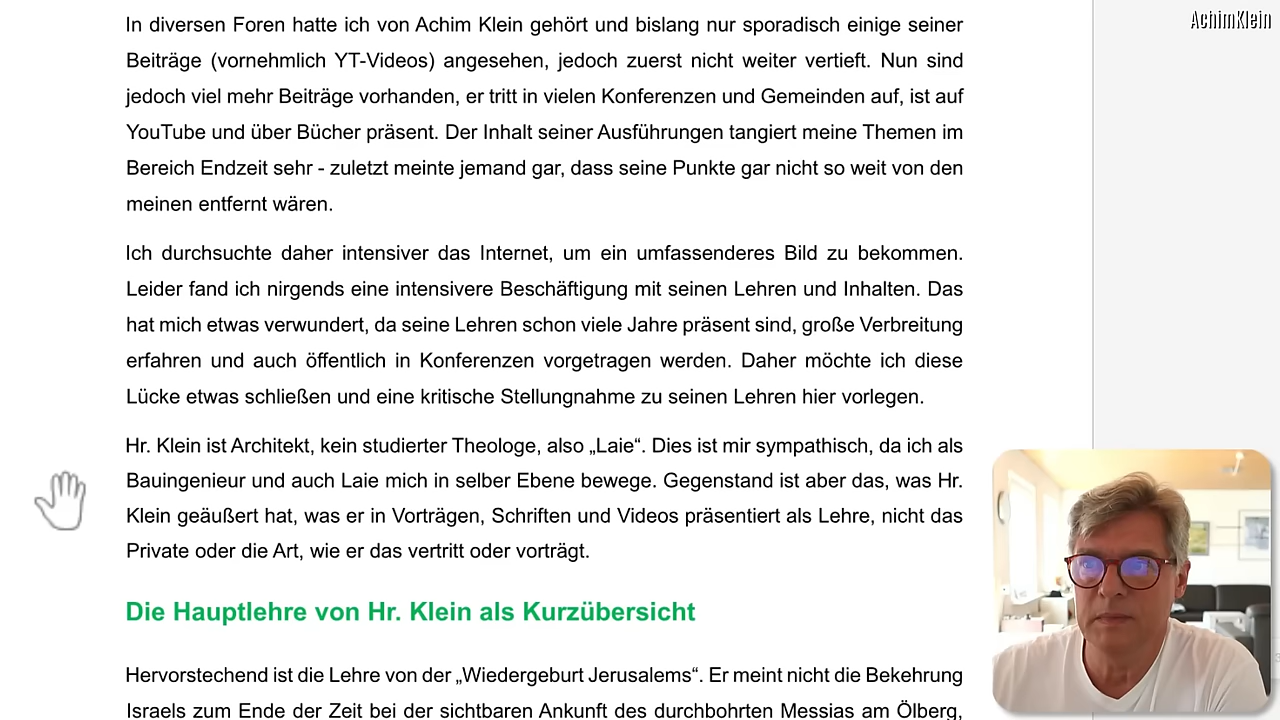 AchimKlein
In diversen Foren hatte ich von Achim Klein gehört und bislang nur sporadisch einige seiner
Beiträge (vornehmlich YT-Videos) angesehen, jedoch zuerst nicht weiter vertieft. Nun sind
jedoch viel mehr Beiträge vorhanden, er tritt in vielen Konferenzen und Gemeinden auf, ist auf
YouTube und über Bücher präsent. Der Inhalt seiner Ausführungen tangiert meine Themen im
Bereich Endzeit sehr - zuletzt meinte jemand gar, dass seine Punkte gar nicht so weit von den
meinen entfernt wären.
Ich durchsuchte daher intensiver das Internet, um ein umfassenderes Bild zu bekommen.
Leider fand ich nirgends eine intensivere Beschäftigung mit seinen Lehren und Inhalten. Das
hat mich etwas verwundert, da seine Lehren schon viele Jahre präsent sind, große Verbreitung
erfahren und auch öffentlich in Konferenzen vorgetragen werden. Daher möchte ich diese
Lücke etwas schließen und eine kritische Stellungnahme zu seinen Lehren hier vorlegen.
Hr. Klein ist Architekt, kein studierter Theologe, also „Laie“. Dies ist mir sympathisch, da ich als
Bauingenieur und auch Laie mich in selber Ebene bewege. Gegenstand ist aber das, was Hr.
Klein geäußert hat, was er in Vorträgen, Schriften und Videos präsentiert als Lehre, nicht das
Private oder die Art, wie er das vertritt oder vorträgt.
Die Hauptlehre von Hr. Klein als Kurzübersicht
Hervorstechend ist die Lehre von der „Wiedergeburt Jerusalems“. Er meint nicht die Bekehrung
Israels zum Ende der Zeit bei der sichtbaren Ankunft des durchbohrten Messias am Ölberg,